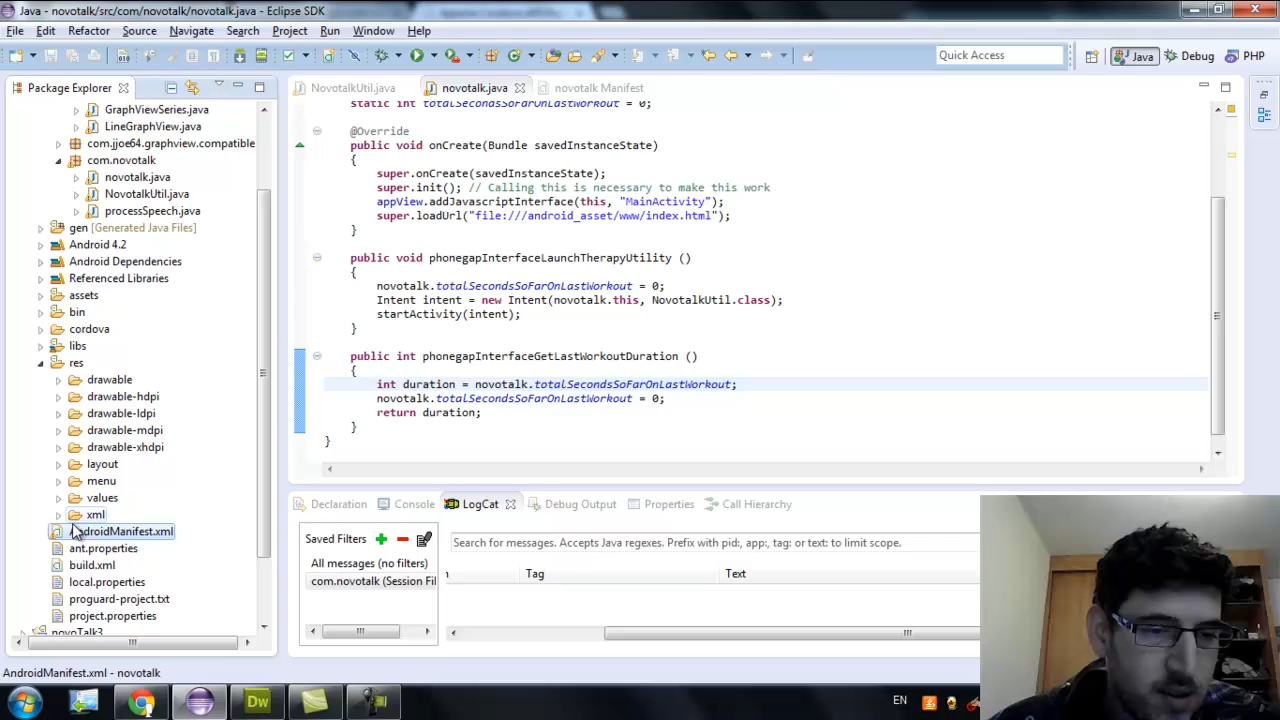 Java - novotalk/src/com/novotalk/novotalk.java - Eclipse SDK
File Edit Refactor Source Navigate Search Project Run Window Help
Quick Access
Java Debug PHP
Package Explorer
NovotalkUtil.java novotalk.java novotalk Manifest
GraphViewSeries.java
LineGraphView.java
com.jjoe64.graphview.compatible
com.novotalk
novotalk.java
NovotalkUtil.java
processSpeech.java
gen [Generated Java Files]
Android 4.2
Android Dependencies
Referenced Libraries
assets
bin
cordova
libs
res
drawable
drawable-hdpi
drawable-ldpi
drawable-mdpi
drawable-xhdpi
layout
menu
values
xml
AndroidManifest.xml
ant.properties
build.xml
local.properties
proguard-project.txt
project.properties
novoTalk3
static int totalSecondsSoFarOnLastWorkout = 0;
@Override
public void onCreate(Bundle savedInstanceState)
{
super.onCreate(savedInstanceState);
super.init(); // Calling this is necessary to make this work
appView.addJavascriptInterface(this, "MainActivity");
super.loadUrl("file:///android_asset/www/index.html");
}
public void phonegapInterfaceLaunchTherapyUtility ()
{
novotalk.totalSecondsSoFarOnLastWorkout = 0;
Intent intent = new Intent(novotalk.this, NovotalkUtil.class);
startActivity(intent);
}
public int phonegapInterfaceGetLastWorkoutDuration ()
{
int duration = novotalk.totalSecondsSoFarOnLastWorkout;
novotalk.totalSecondsSoFarOnLastWorkout = 0;
return duration;
}
}
Declaration Console LogCat Debug Output Properties Call Hierarchy
Saved Filters
All messages (no filters)
com.novotalk (Session Fil
Search for messages. Accepts Java regexes. Prefix with pid:, app:, tag: or text: to limit scope.
Tag Text
AndroidManifest.xml - novotalk
Dw
EN